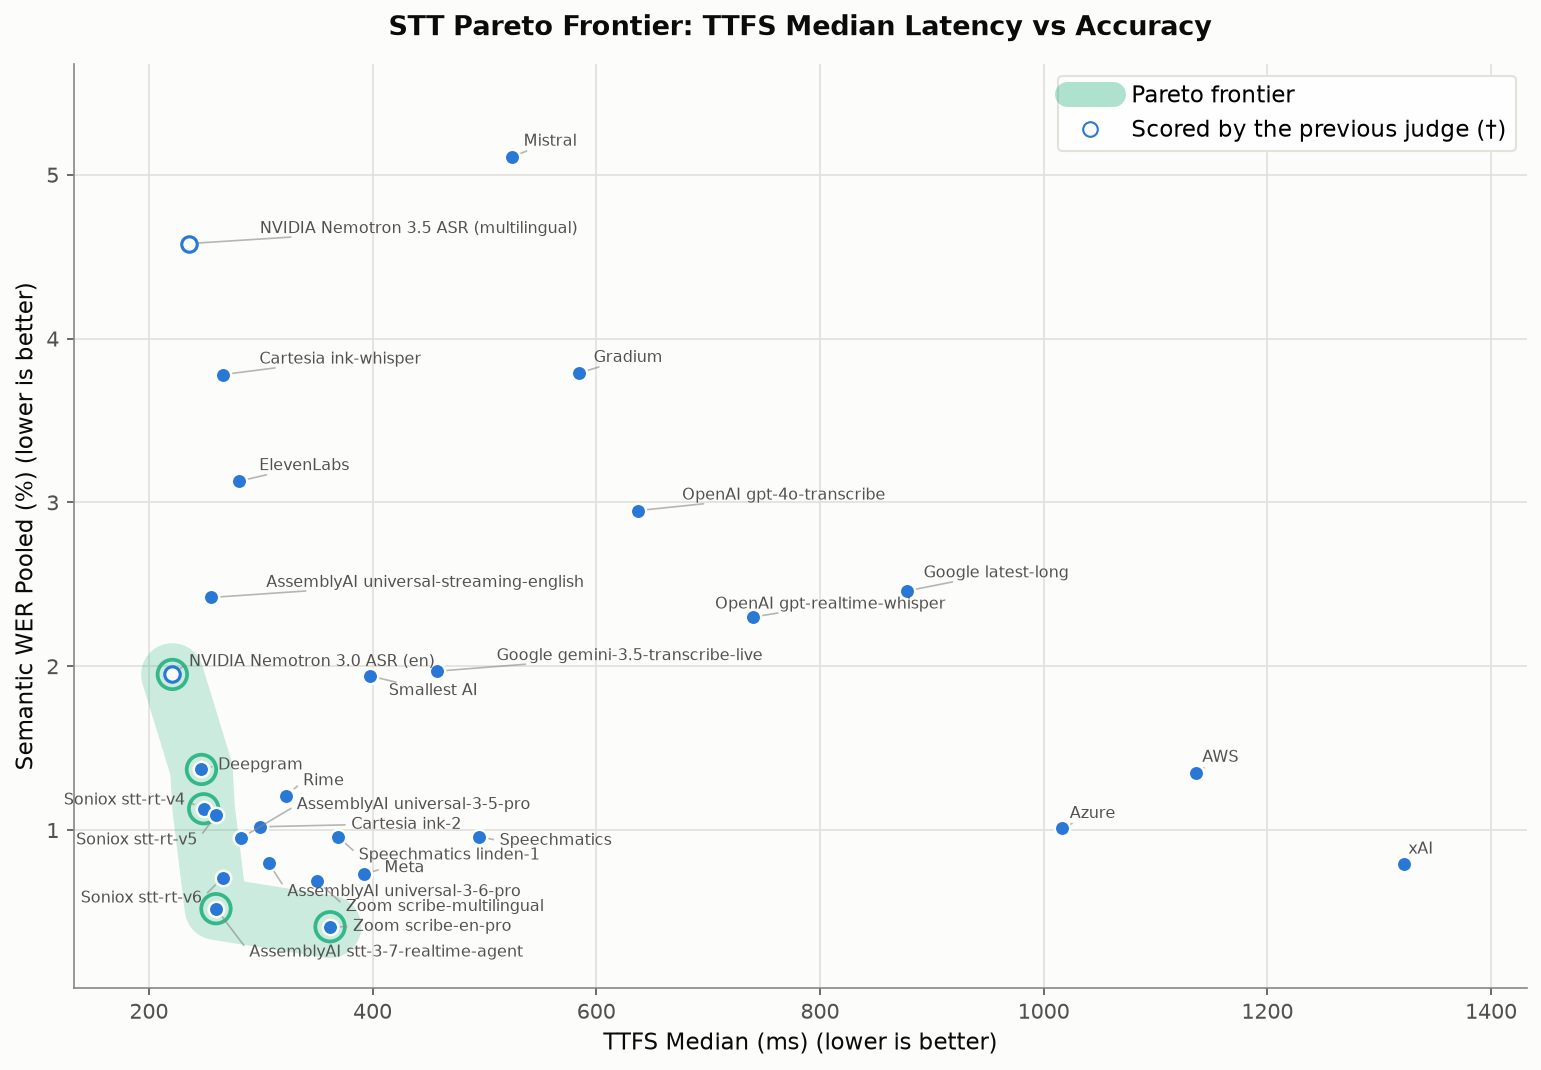 STT Pareto Frontier: TTFS Median Latency vs Accuracy
Pareto frontier
Scored by the previous judge (†)
Semantic WER Pooled (%) (lower is better)
5
4
3
2
1
Mistral
NVIDIA Nemotron 3.5 ASR (multilingual)
Cartesia ink-whisper
Gradium
ElevenLabs
OpenAI gpt-4o-transcribe
Google latest-long
AssemblyAI universal-streaming-english
OpenAI gpt-realtime-whisper
NVIDIA Nemotron 3.0 ASR (en)
Google gemini-3.5-transcribe-live
Smallest AI
AWS
Deepgram
Rime
Soniox stt-rt-v4
AssemblyAI universal-3-5-pro
Azure
Cartesia ink-2
Soniox stt-rt-v5
Speechmatics
xAI
Speechmatics linden-1
Meta
AssemblyAI universal-3-6-pro
Soniox stt-rt-v6
Zoom scribe-multilingual
Zoom scribe-en-pro
AssemblyAI stt-3-7-realtime-agent
200
400
600
800
1000
1200
1400
TTFS Median (ms) (lower is better)